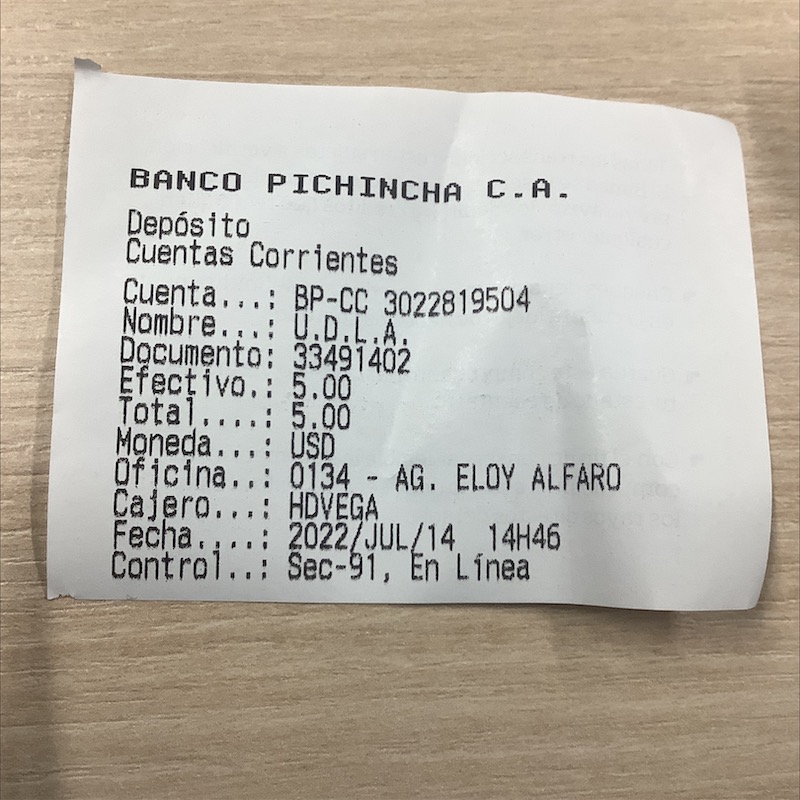 BANCO PICHINCHA C.A.
Depósito
Cuentas Corrientes
Cuenta...: BP-CC 3022819504
Nombre...: U.D.L.A.
Documento: 33491402
Efectivo.: 5.00
Total....: 5.00
Moneda...: USD
Oficina..: 0134 - AG. ELOY ALFARO
Cajero...: HDVEGA
Fecha....: 2022/JUL/14 14H46
Control..: Sec-91, En Línea